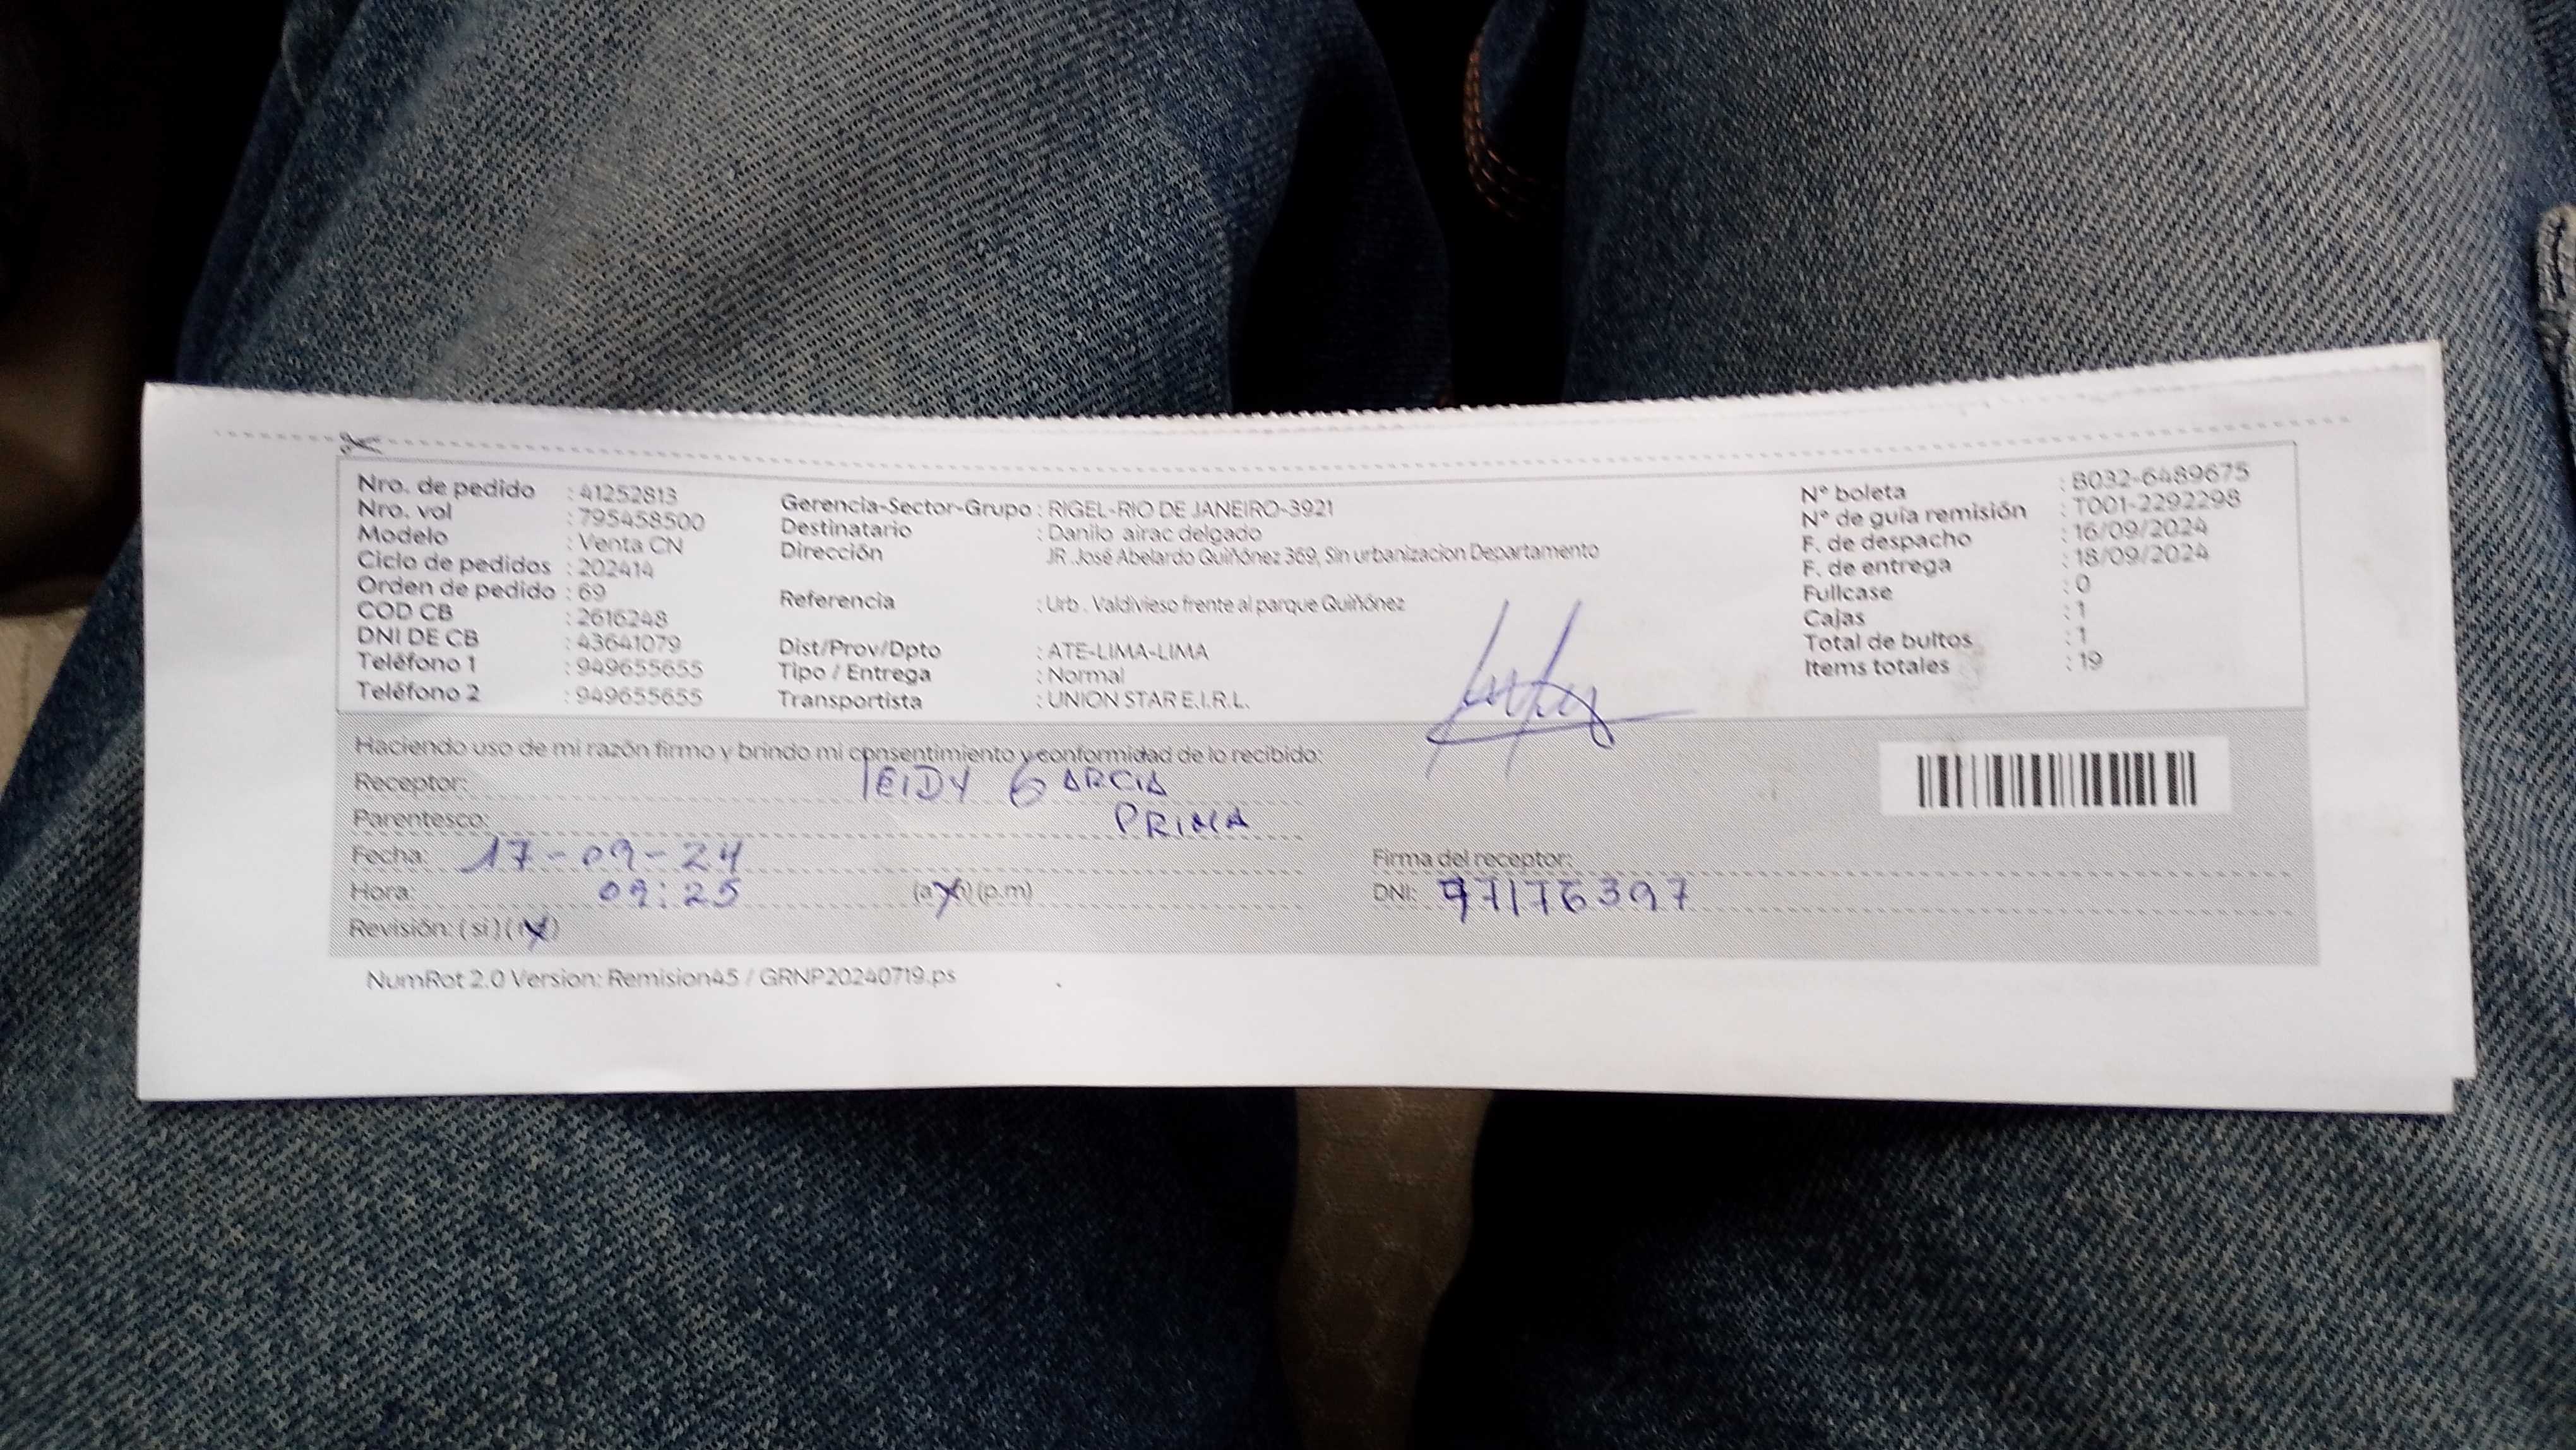 Nro. de pedido : 41252813
Nro. vol : 795458500
Modelo : Venta CN
Ciclo de pedidos : 202414
Orden de pedido : 69
COD CB : 2616248
DNI DE CB : 43641079
Teléfono 1 : 949655655
Teléfono 2 : 949655655
Gerencia-Sector-Grupo : RIGEL-RIO DE JANEIRO-3921
Destinatario : Danilo airac delgado
Dirección JR .José Abelardo Quiñónez 369, Sin urbanizacion Departamento
Referencia : Urb . Valdivieso frente al parque Quiñónez
Dist/Prov/Dpto : ATE-LIMA-LIMA
Tipo / Entrega : Normal
Transportista : UNION STAR E.I.R.L.
N° boleta : B032-6489675
N° de guía remisión : T001-2292298
F. de despacho : 16/09/2024
F. de entrega : 18/09/2024
Fullcase : 0
Cajas : 1
Total de bultos : 1
Items totales : 19
Haciendo uso de mi razón firmo y brindo mi consentimiento y conformidad de lo recibido:
Receptor: LEIDY GARCIA
Parentesco: PRIMA
Fecha: 17-09-24
Hora: 09:25 (a.m) (p.m)
Revisión: (si) (no)
Firma del receptor:
DNI: 47176397
NumRot 2.0 Version: Remision45 / GRNP20240719.ps